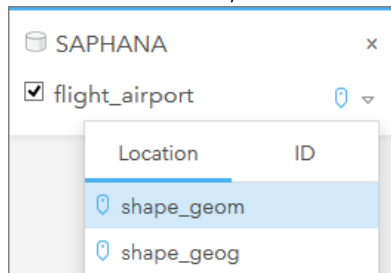 SAPHANA ×
flight_airport
Location ID
shape_geom
shape_geog